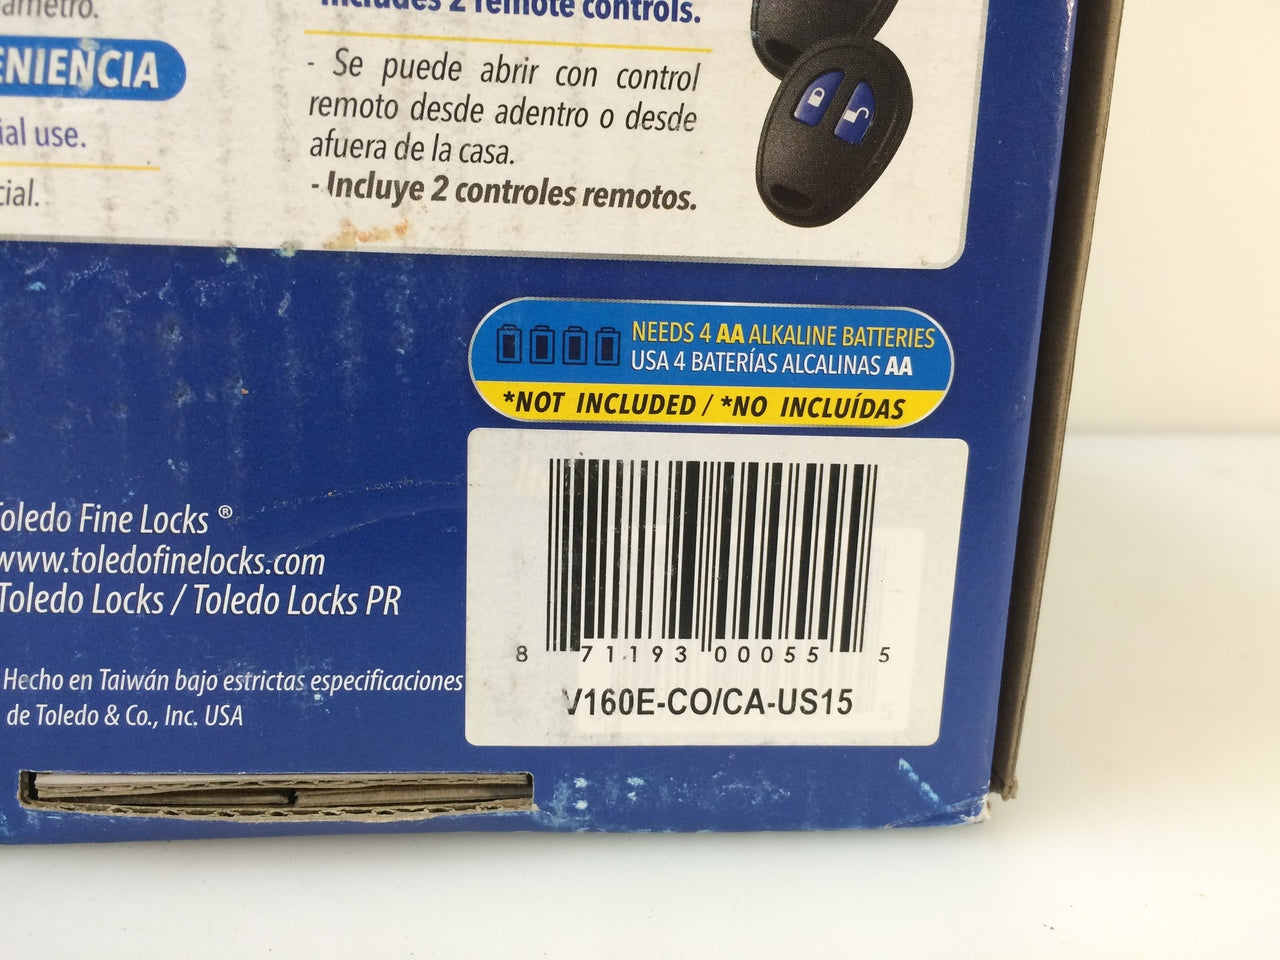 ámetro.
ENIENCIA
ial use.
cial.
Includes 2 remote controls.
- Se puede abrir con control
remoto desde adentro o desde
afuera de la casa.
- Incluye 2 controles remotos.
NEEDS 4 AA ALKALINE BATTERIES
USA 4 BATERÍAS ALCALINAS AA
*NOT INCLUDED / *NO INCLUÍDAS
Toledo Fine Locks ®
www.toledofinelocks.com
Toledo Locks / Toledo Locks PR
Hecho en Taiwán bajo estrictas especificaciones
de Toledo & Co., Inc. USA
8 71193 00055 5
V160E-CO/CA-US15